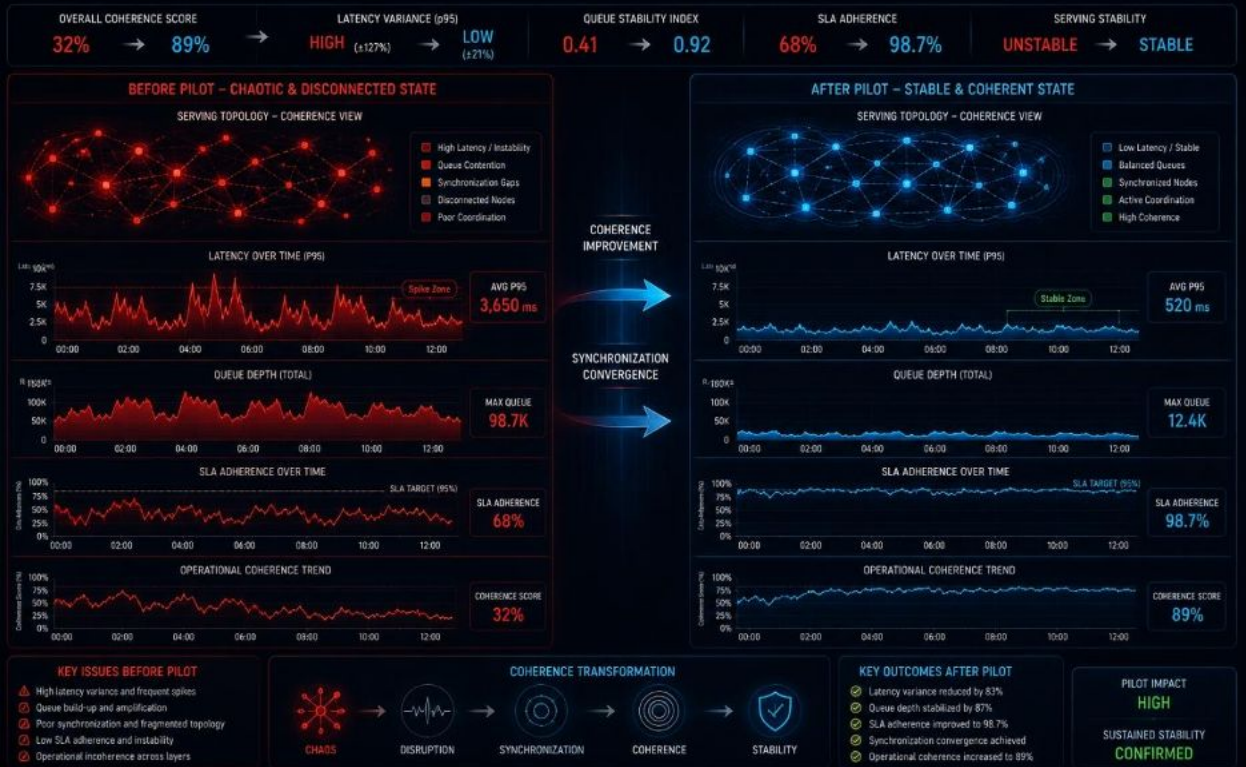 OVERALL COHERENCE SCORE
32% → 89%
LATENCY VARIANCE (p95)
HIGH (±127%) → LOW (±21%)
QUEUE STABILITY INDEX
0.41 → 0.92
SLA ADHERENCE
68% → 98.7%
SERVING STABILITY
UNSTABLE → STABLE
BEFORE PILOT – CHAOTIC & DISCONNECTED STATE
SERVING TOPOLOGY – COHERENCE VIEW
High Latency / Instability
Queue Contention
Synchronization Gaps
Disconnected Nodes
Poor Coordination
LATENCY OVER TIME (P95)
10K
7.5K
5K
2.5K
0
Spike Zone
00:00 02:00 04:00 06:00 08:00 10:00 12:00
AVG P95
3,650 ms
QUEUE DEPTH (TOTAL)
100K
50K
0
00:00 02:00 04:00 06:00 08:00 10:00 12:00
MAX QUEUE
98.7K
SLA ADHERENCE OVER TIME
100%
75%
50%
25%
0%
SLA TARGET (95%)
00:00 02:00 04:00 06:00 08:00 10:00 12:00
SLA ADHERENCE
68%
OPERATIONAL COHERENCE TREND
100%
75%
50%
25%
0%
00:00 02:00 04:00 06:00 08:00 10:00 12:00
COHERENCE SCORE
32%
COHERENCE
IMPROVEMENT
SYNCHRONIZATION
CONVERGENCE
AFTER PILOT – STABLE & COHERENT STATE
SERVING TOPOLOGY – COHERENCE VIEW
Low Latency / Stable
Balanced Queues
Synchronized Nodes
Active Coordination
High Coherence
LATENCY OVER TIME (P95)
10K
7.5K
5K
2.5K
0
Stable Zone
00:00 02:00 04:00 06:00 08:00 10:00 12:00
AVG P95
520 ms
QUEUE DEPTH (TOTAL)
100K
50K
0
00:00 02:00 04:00 06:00 08:00 10:00 12:00
MAX QUEUE
12.4K
SLA ADHERENCE OVER TIME
100%
75%
50%
25%
0%
SLA TARGET (95%)
00:00 02:00 04:00 06:00 08:00 10:00 12:00
SLA ADHERENCE
98.7%
OPERATIONAL COHERENCE TREND
100%
75%
50%
25%
0%
00:00 02:00 04:00 06:00 08:00 10:00 12:00
COHERENCE SCORE
89%
KEY ISSUES BEFORE PILOT
High latency variance and frequent spikes
Queue build-up and amplification
Poor synchronization and fragmented topology
Low SLA adherence and instability
Operational incoherence across layers
COHERENCE TRANSFORMATION
CHAOS → DISRUPTION → SYNCHRONIZATION → COHERENCE → STABILITY
KEY OUTCOMES AFTER PILOT
Latency variance reduced by 83%
Queue depth stabilized by 87%
SLA adherence improved to 98.7%
Synchronization convergence achieved
Operational coherence increased to 89%
PILOT IMPACT
HIGH
SUSTAINED STABILITY
CONFIRMED